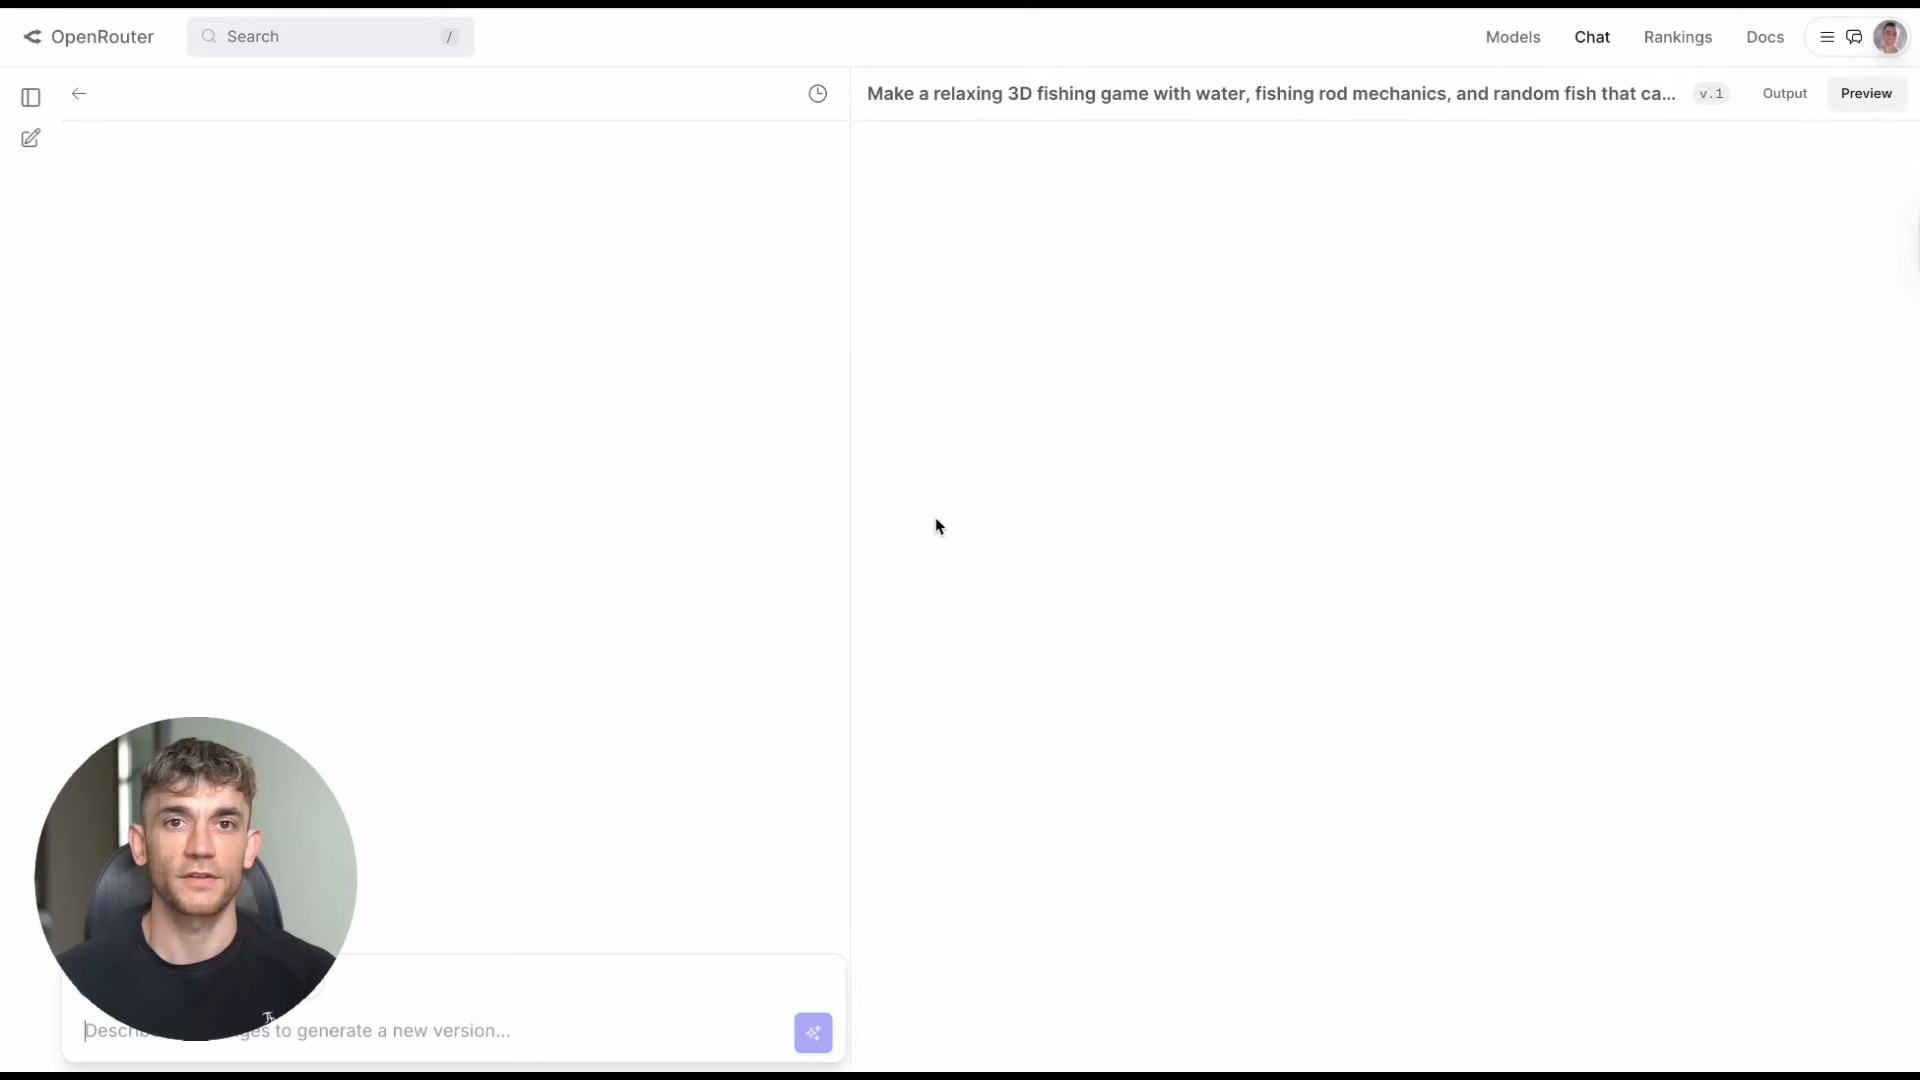 OpenRouter
Search
/
Models
Chat
Rankings
Docs
Make a relaxing 3D fishing game with water, fishing rod mechanics, and random fish that ca...
v.1
Output
Preview
to generate a new version...